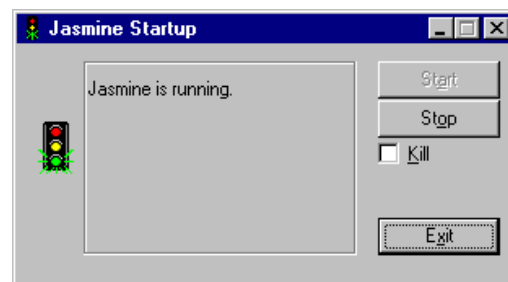 Jasmine Startup
Jasmine is running.
Start
Stop
Kill
Exit